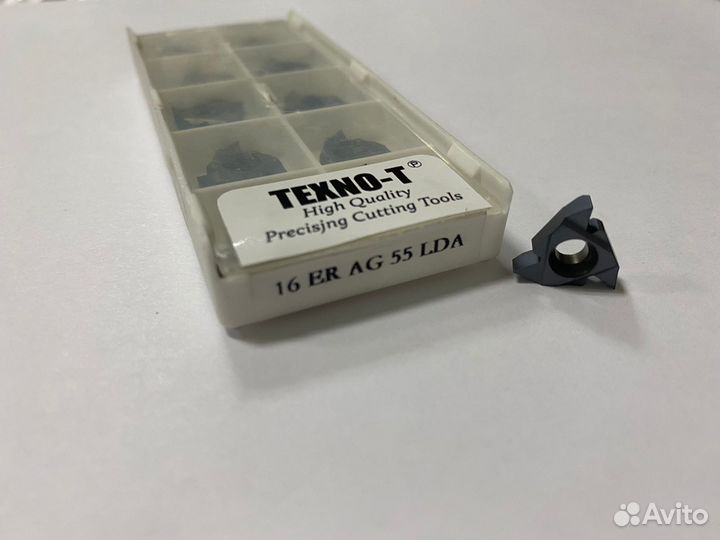 TEXNO-T ℗
High Quality
Precisjng Cutting Tools
16 ER AG 55 LDA
Avito